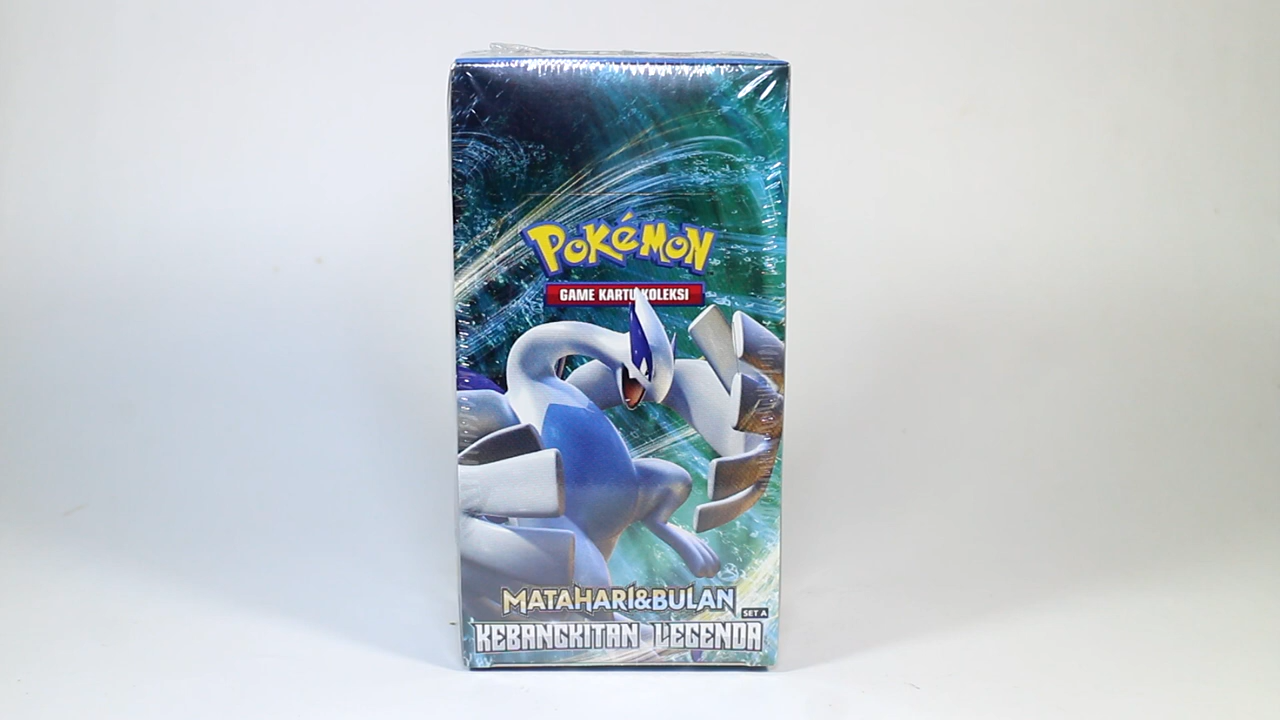 POKéMON
GAME KARTU KOLEKSI
MATAHARI&BULAN
SET A
KEBANGKITAN LEGENDA